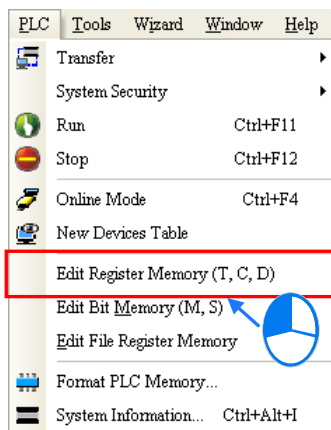 PLC Tools Wizard Window Help
Transfer
System Security
Run Ctrl+F11
Stop Ctrl+F12
Online Mode Ctrl+F4
New Devices Table
Edit Register Memory (T, C, D)
Edit Bit Memory (M, S)
Edit File Register Memory
Format PLC Memory...
System Information... Ctrl+Alt+I